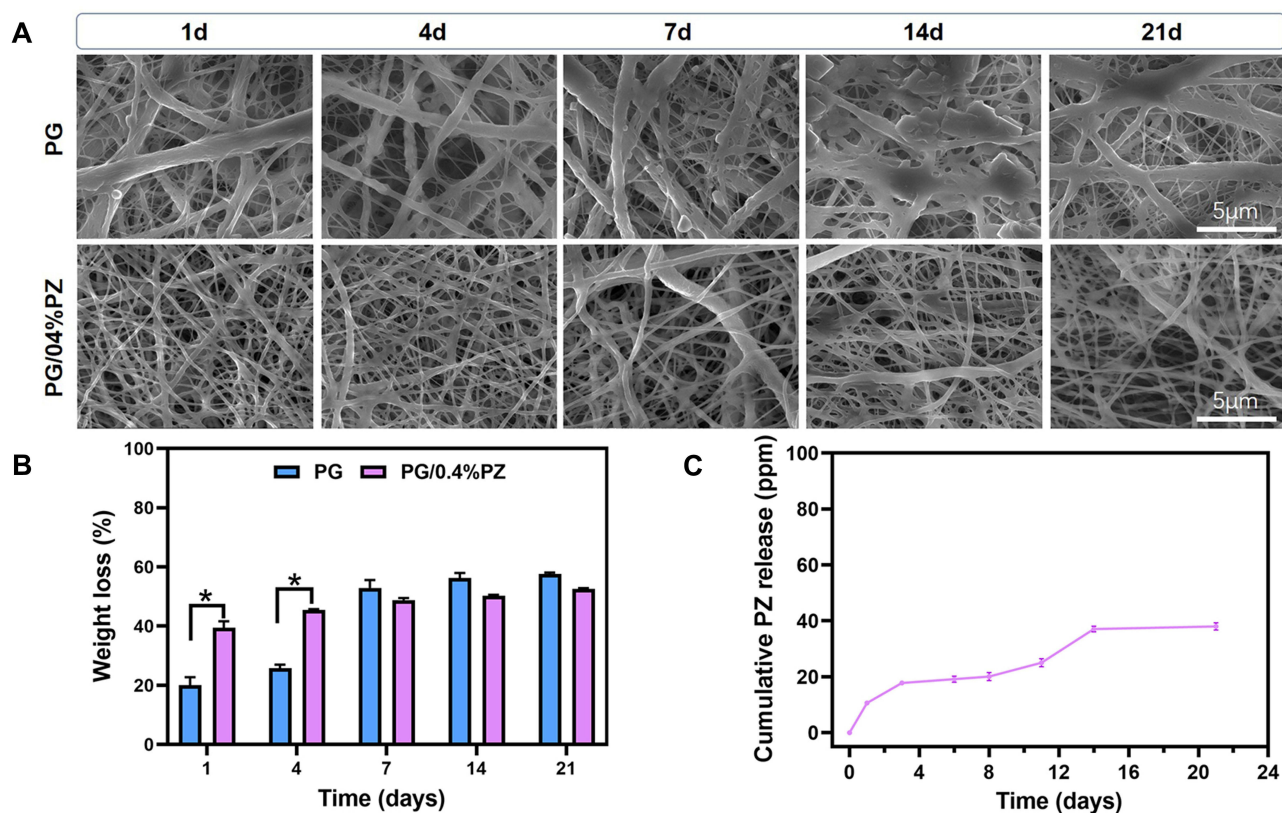 A
1d 4d 7d 14d 21d
PG
5μm
PG/04%PZ
5μm
B
100
80
60
40
20
0
Weight loss (%)
PG PG/0.4%PZ
* *
1 4 7 14 21
Time (days)
C
100
80
60
40
20
0
Cumulative PZ release (ppm)
0 4 8 12 16 20 24
Time (days)